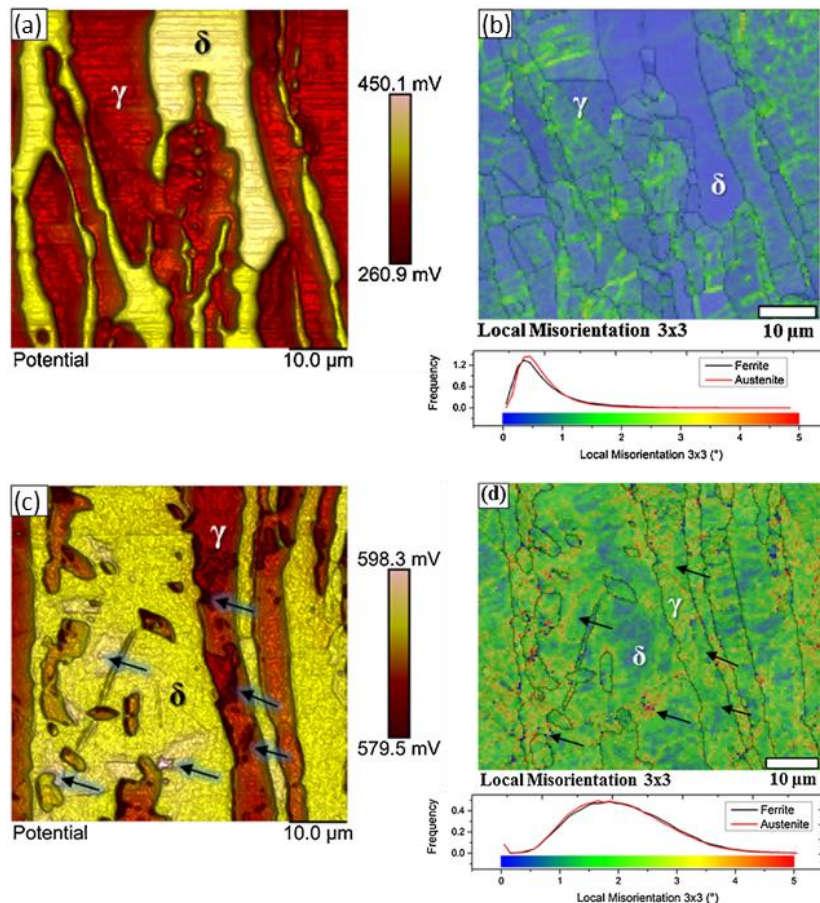 (a)
δ
γ
450.1 mV
260.9 mV
Potential
10.0 µm
(b)
γ
δ
Local Misorientation 3x3
10 µm
Frequency
1.2
0.6
0.0
Ferrite
Austenite
0 1 2 3 4 5
Local Misorientation 3x3 (°)
(c)
γ
δ
598.3 mV
579.5 mV
Potential
10.0 µm
(d)
γ
δ
Local Misorientation 3x3
10 µm
Frequency
0.4
0.2
0.0
Ferrite
Austenite
0 1 2 3 4 5
Local Misorientation 3x3 (°)